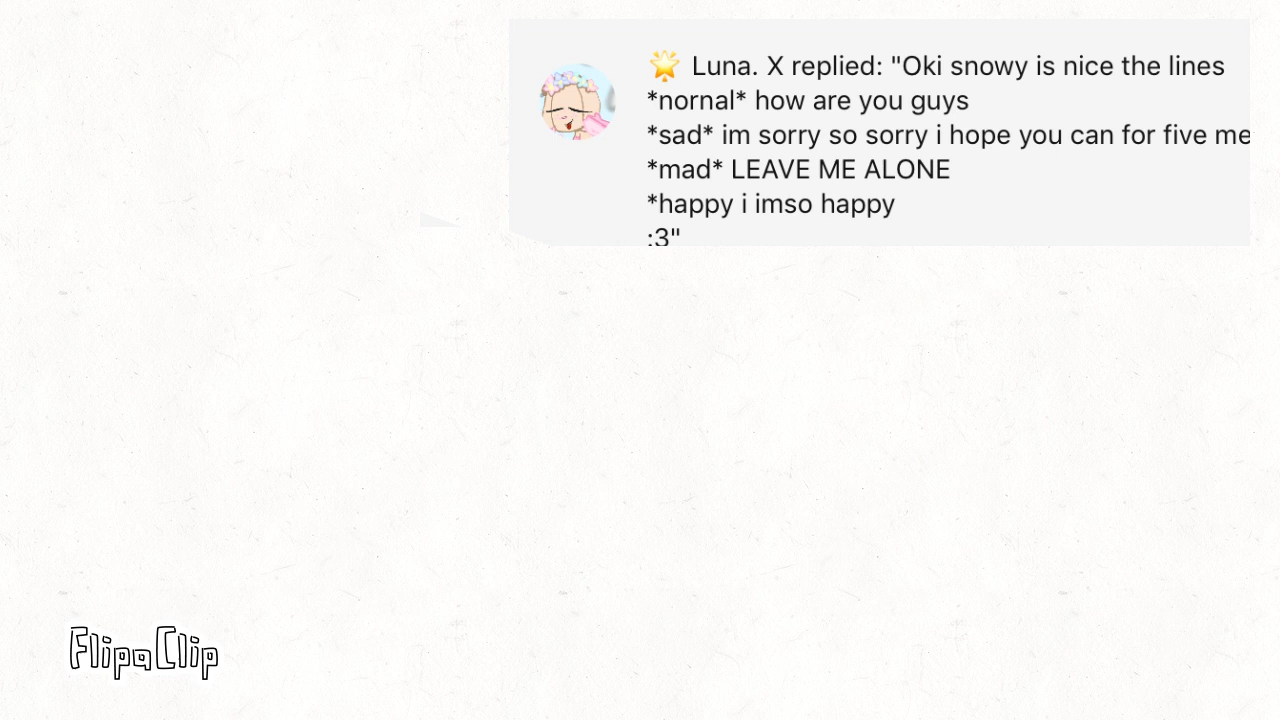 🌟 Luna. X replied: "Oki snowy is nice the lines
*nornal* how are you guys
*sad* im sorry so sorry i hope you can for five me
*mad* LEAVE ME ALONE
*happy i imso happy
:3"
FlipaClip